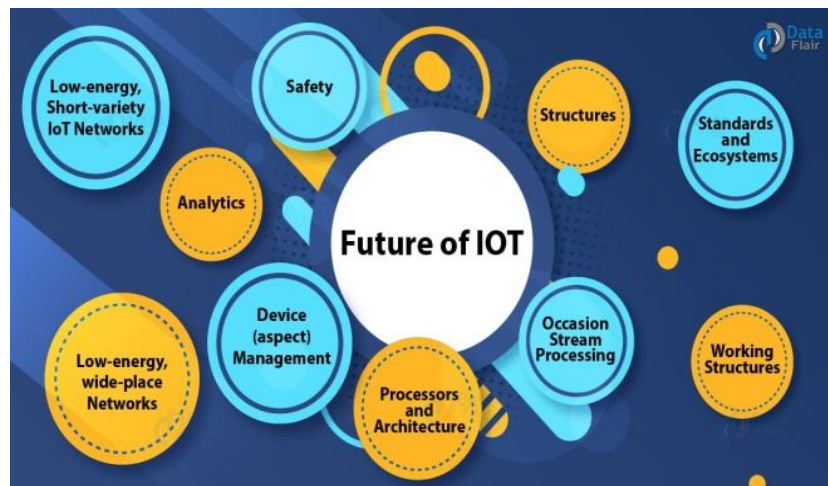 Data
Flair
Low-energy,
Short-variety
IoT Networks
Safety
Structures
Standards
and
Ecosystems
Analytics
Future of IOT
Device
(aspect)
Management
Occasion
Stream
Processing
Low-energy,
wide-place
Networks
Processors
and
Architecture
Working
Structures